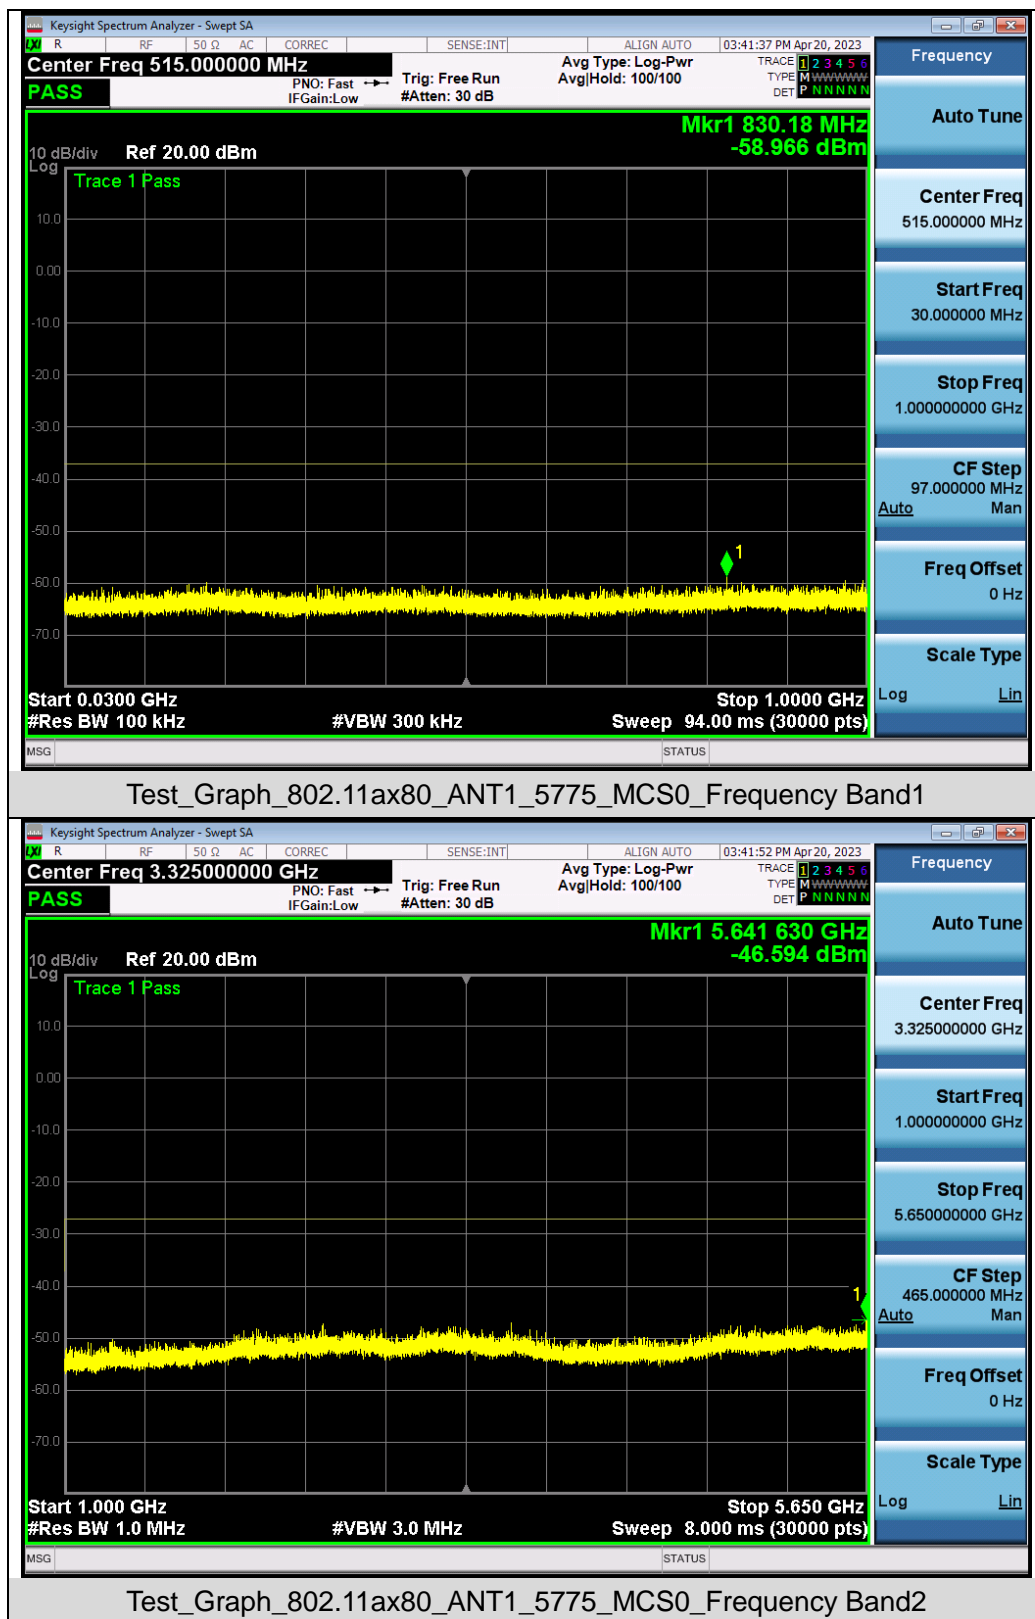 Keysight Spectrum Analyzer - Swept SA
LXI R RF 50 Ω AC CORREC SENSE:INT ALIGN AUTO 03:41:37 PM Apr 20, 2023
Center Freq 515.000000 MHz
Avg Type: Log-Pwr
TRACE 1 2 3 4 5 6
PASS
PNO: Fast
Trig: Free Run
Avg|Hold: 100/100
TYPE M WWWWW
IFGain:Low
#Atten: 30 dB
DET P N N N N N
Mkr1 830.18 MHz
-58.966 dBm
10 dB/div Ref 20.00 dBm
Log
Trace 1 Pass
10.0
0.00
-10.0
-20.0
-30.0
-40.0
-50.0
1
-60.0
-70.0
Start 0.0300 GHz Stop 1.0000 GHz
#Res BW 100 kHz #VBW 300 kHz Sweep 94.00 ms (30000 pts)
MSG STATUS
Frequency
Auto Tune
Center Freq
515.000000 MHz
Start Freq
30.000000 MHz
Stop Freq
1.000000000 GHz
CF Step
97.000000 MHz
Auto Man
Freq Offset
0 Hz
Scale Type
Log Lin
Test_Graph_802.11ax80_ANT1_5775_MCS0_Frequency Band1
Keysight Spectrum Analyzer - Swept SA
LXI R RF 50 Ω AC CORREC SENSE:INT ALIGN AUTO 03:41:52 PM Apr 20, 2023
Center Freq 3.325000000 GHz
Avg Type: Log-Pwr
TRACE 1 2 3 4 5 6
PASS
PNO: Fast
Trig: Free Run
Avg|Hold: 100/100
TYPE M WWWWW
IFGain:Low
#Atten: 30 dB
DET P N N N N N
Mkr1 5.641 630 GHz
-46.594 dBm
10 dB/div Ref 20.00 dBm
Log
Trace 1 Pass
10.0
0.00
-10.0
-20.0
-30.0
-40.0
1
-50.0
-60.0
-70.0
Start 1.000 GHz Stop 5.650 GHz
#Res BW 1.0 MHz #VBW 3.0 MHz Sweep 8.000 ms (30000 pts)
MSG STATUS
Frequency
Auto Tune
Center Freq
3.325000000 GHz
Start Freq
1.000000000 GHz
Stop Freq
5.650000000 GHz
CF Step
465.000000 MHz
Auto Man
Freq Offset
0 Hz
Scale Type
Log Lin
Test_Graph_802.11ax80_ANT1_5775_MCS0_Frequency Band2